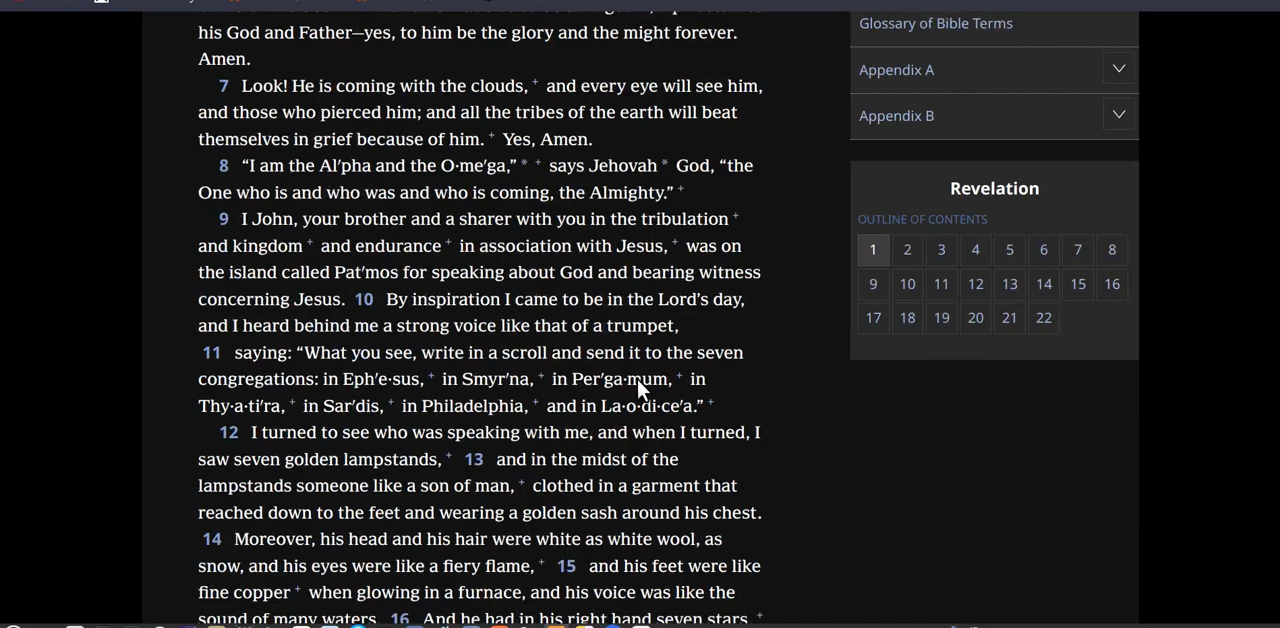 his God and Father—yes, to him be the glory and the might forever.
Amen.
7 Look! He is coming with the clouds, + and every eye will see him,
and those who pierced him; and all the tribes of the earth will beat
themselves in grief because of him. + Yes, Amen.
8 “I am the Alʹpha and the O·meʹga,” * + says Jehovah * God, “the
One who is and who was and who is coming, the Almighty.” +
9 I John, your brother and a sharer with you in the tribulation +
and kingdom + and endurance + in association with Jesus, + was on
the island called Patʹmos for speaking about God and bearing witness
concerning Jesus. 10 By inspiration I came to be in the Lord’s day,
and I heard behind me a strong voice like that of a trumpet,
11 saying: “What you see, write in a scroll and send it to the seven
congregations: in Ephʹe·sus, + in Smyrʹna, + in Perʹga·mum, + in
Thy·a·tiʹra, + in Sarʹdis, + in Philadelphia, + and in La·o·di·ceʹa.” +
12 I turned to see who was speaking with me, and when I turned, I
saw seven golden lampstands, + 13 and in the midst of the
lampstands someone like a son of man, + clothed in a garment that
reached down to the feet and wearing a golden sash around his chest.
14 Moreover, his head and his hair were white as white wool, as
snow, and his eyes were like a fiery flame, + 15 and his feet were like
fine copper + when glowing in a furnace, and his voice was like the
sound of many waters. 16 And he had in his right hand seven stars, +
Glossary of Bible Terms
Appendix A
Appendix B
Revelation
OUTLINE OF CONTENTS
1 2 3 4 5 6 7 8
9 10 11 12 13 14 15 16
17 18 19 20 21 22